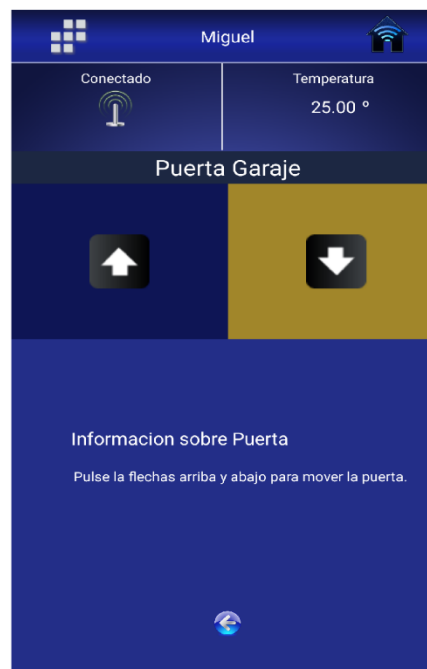 Miguel
Conectado
Temperatura
25.00 º
Puerta Garaje
Informacion sobre Puerta
Pulse la flechas arriba y abajo para mover la puerta.